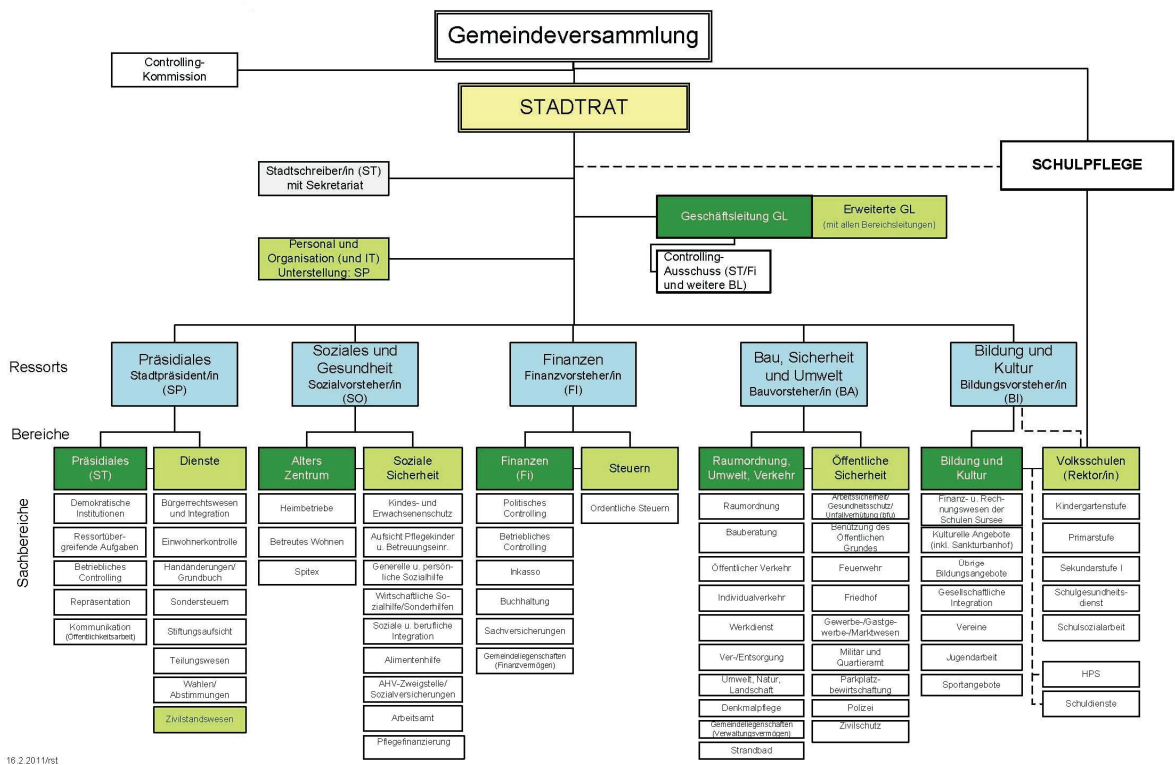 Gemeindeversammlung
Controlling-
Kommission
STADTRAT
SCHULPFLEGE
Stadtschreiber/in (ST)
mit Sekretariat
Geschäftsleitung GL
Erweiterte GL
(mit allen Bereichsleitungen)
Personal und
Organisation (und IT)
Unterstellung: SP
Controlling-
Ausschuss (ST/Fi
und weitere BL)
Ressorts
Präsidiales
Stadtpräsident/in
(SP)
Soziales und
Gesundheit
Sozialvorsteher/in
(SO)
Finanzen
Finanzvorsteher/in
(FI)
Bau, Sicherheit
und Umwelt
Bauvorsteher/in (BA)
Bildung und
Kultur
Bildungsvorsteher/in
(BI)
Bereiche
Präsidiales
(ST)
Dienste
Alters
Zentrum
Soziale
Sicherheit
Finanzen
(Fi)
Steuern
Raumordnung,
Umwelt, Verkehr
Öffentliche
Sicherheit
Bildung und
Kultur
Volksschulen
(Rektor/in)
Sachbereiche
Demokratische
Institutionen
Ressortüber-
greifende Aufgaben
Betriebliches
Controlling
Repräsentation
Kommunikation
(Öffentlichkeitsarbeit)
Bürgerrechtswesen
und Integration
Einwohnerkontrolle
Handänderungen/
Grundbuch
Sondersteuern
Stiftungsaufsicht
Teilungswesen
Wahlen/
Abstimmungen
Zivilstandswesen
Heimbetriebe
Betreutes Wohnen
Spitex
Kindes- und
Erwachsenenschutz
Aufsicht Pflegekinder
u. Betreuungseinr.
Generelle u. persön-
liche Sozialhilfe
Wirtschaftliche So-
zialhilfe/Sonderhilfen
Soziale u. berufliche
Integration
Alimentenhilfe
AHV-Zweigstelle/
Sozialversicherungen
Arbeitsamt
Pflegefinanzierung
Politisches
Controlling
Betriebliches
Controlling
Inkasso
Buchhaltung
Sachversicherungen
Gemeindeliegenschaften
(Finanzvermögen)
Ordentliche Steuern
Raumordnung
Bauberatung
Öffentlicher Verkehr
Individualverkehr
Werkdienst
Ver-/Entsorgung
Umwelt, Natur,
Landschaft
Denkmalpflege
Gemeindeliegenschaften
(Verwaltungsvermögen)
Strandbad
Arbeitssicherheit/
Gesundheitsschutz/
Unfallverhütung (bfu)
Benützung des
Öffentlichen
Grundes
Feuerwehr
Friedhof
Gewerbe-/Gastge-
werbe-/Marktwesen
Militär und
Quartieramt
Parkplatz-
bewirtschaftung
Polizei
Zivilschutz
Finanz- u. Rech-
nungswesen der
Schulen Sursee
Kulturelle Angebote
(inkl. Sankturbanhof)
Übrige
Bildungsangebote
Gesellschaftliche
Integration
Vereine
Jugendarbeit
Sportangebote
Kindergartenstufe
Primarstufe
Sekundarstufe I
Schulgesundheits-
dienst
Schulsozialarbeit
HPS
Schuldienste
16.2.2011/rst